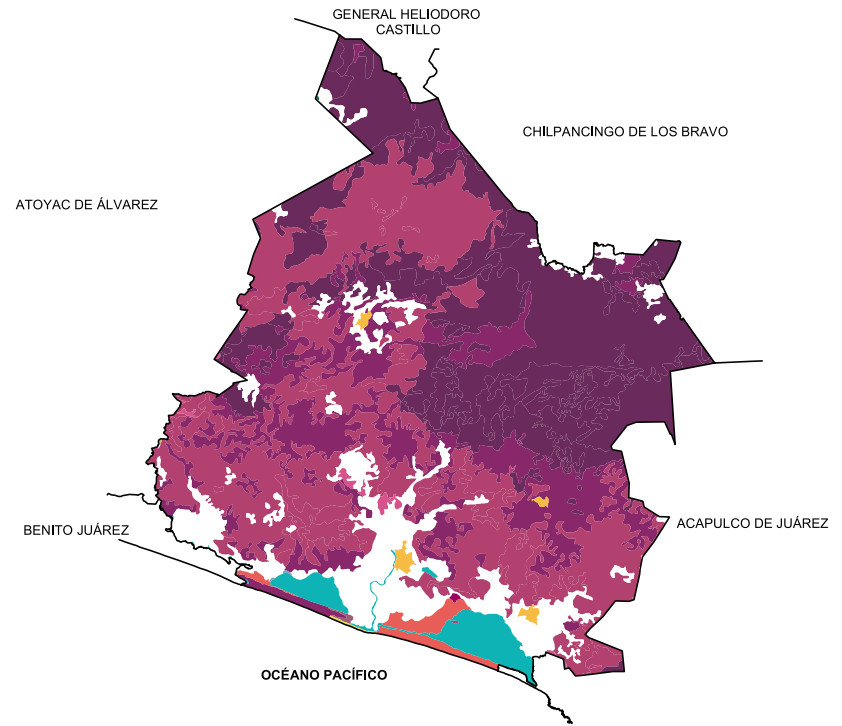 GENERAL HELIODORO
CASTILLO
CHILPANCINGO DE LOS BRAVO
ATOYAC DE ÁLVAREZ
BENITO JUÁREZ
ACAPULCO DE JUÁREZ
OCÉANO PACÍFICO